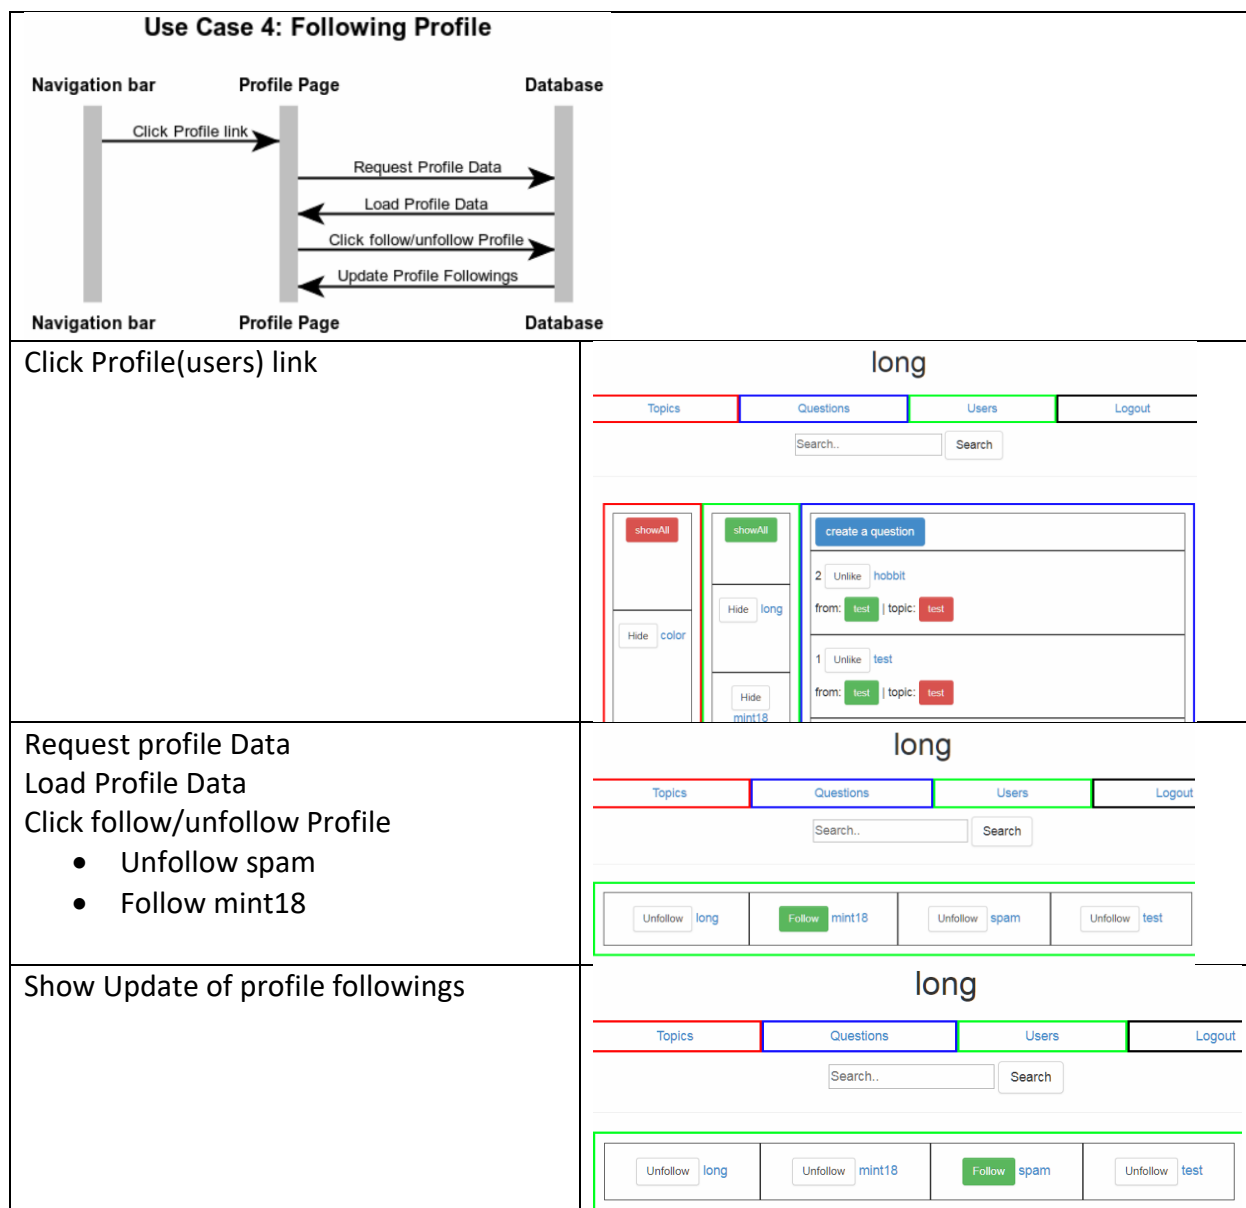 Use Case 4: Following Profile
Navigation bar Profile Page Database
Click Profile link
Request Profile Data
Load Profile Data
Click follow/unfollow Profile
Update Profile Followings
Navigation bar Profile Page Database
Click Profile(users) link
long
Topics Questions Users Logout
Search.. Search
showAll showAll create a question
2 Unlike hobbit
Hide long from: test | topic: test
Hide color
1 Unlike test
Hide from: test | topic: test
mint18
Request profile Data
Load Profile Data
Click follow/unfollow Profile
• Unfollow spam
• Follow mint18
long
Topics Questions Users Logout
Search.. Search
Unfollow long Follow mint18 Unfollow spam Unfollow test
Show Update of profile followings
long
Topics Questions Users Logout
Search.. Search
Unfollow long Unfollow mint18 Follow spam Unfollow test